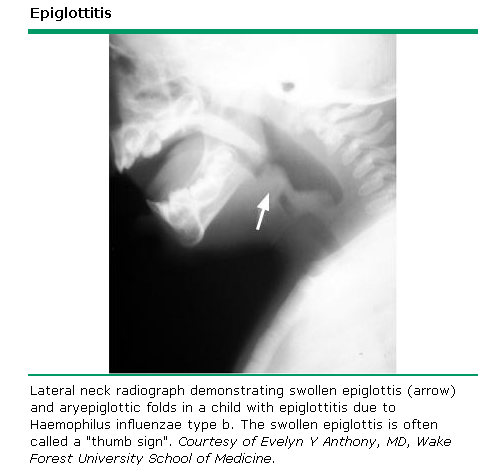 Epiglottitis
Lateral neck radiograph demonstrating swollen epiglottis (arrow)
and aryepiglottic folds in a child with epiglottitis due to
Haemophilus influenzae type b. The swollen epiglottis is often
called a "thumb sign". Courtesy of Evelyn Y Anthony, MD, Wake
Forest University School of Medicine.